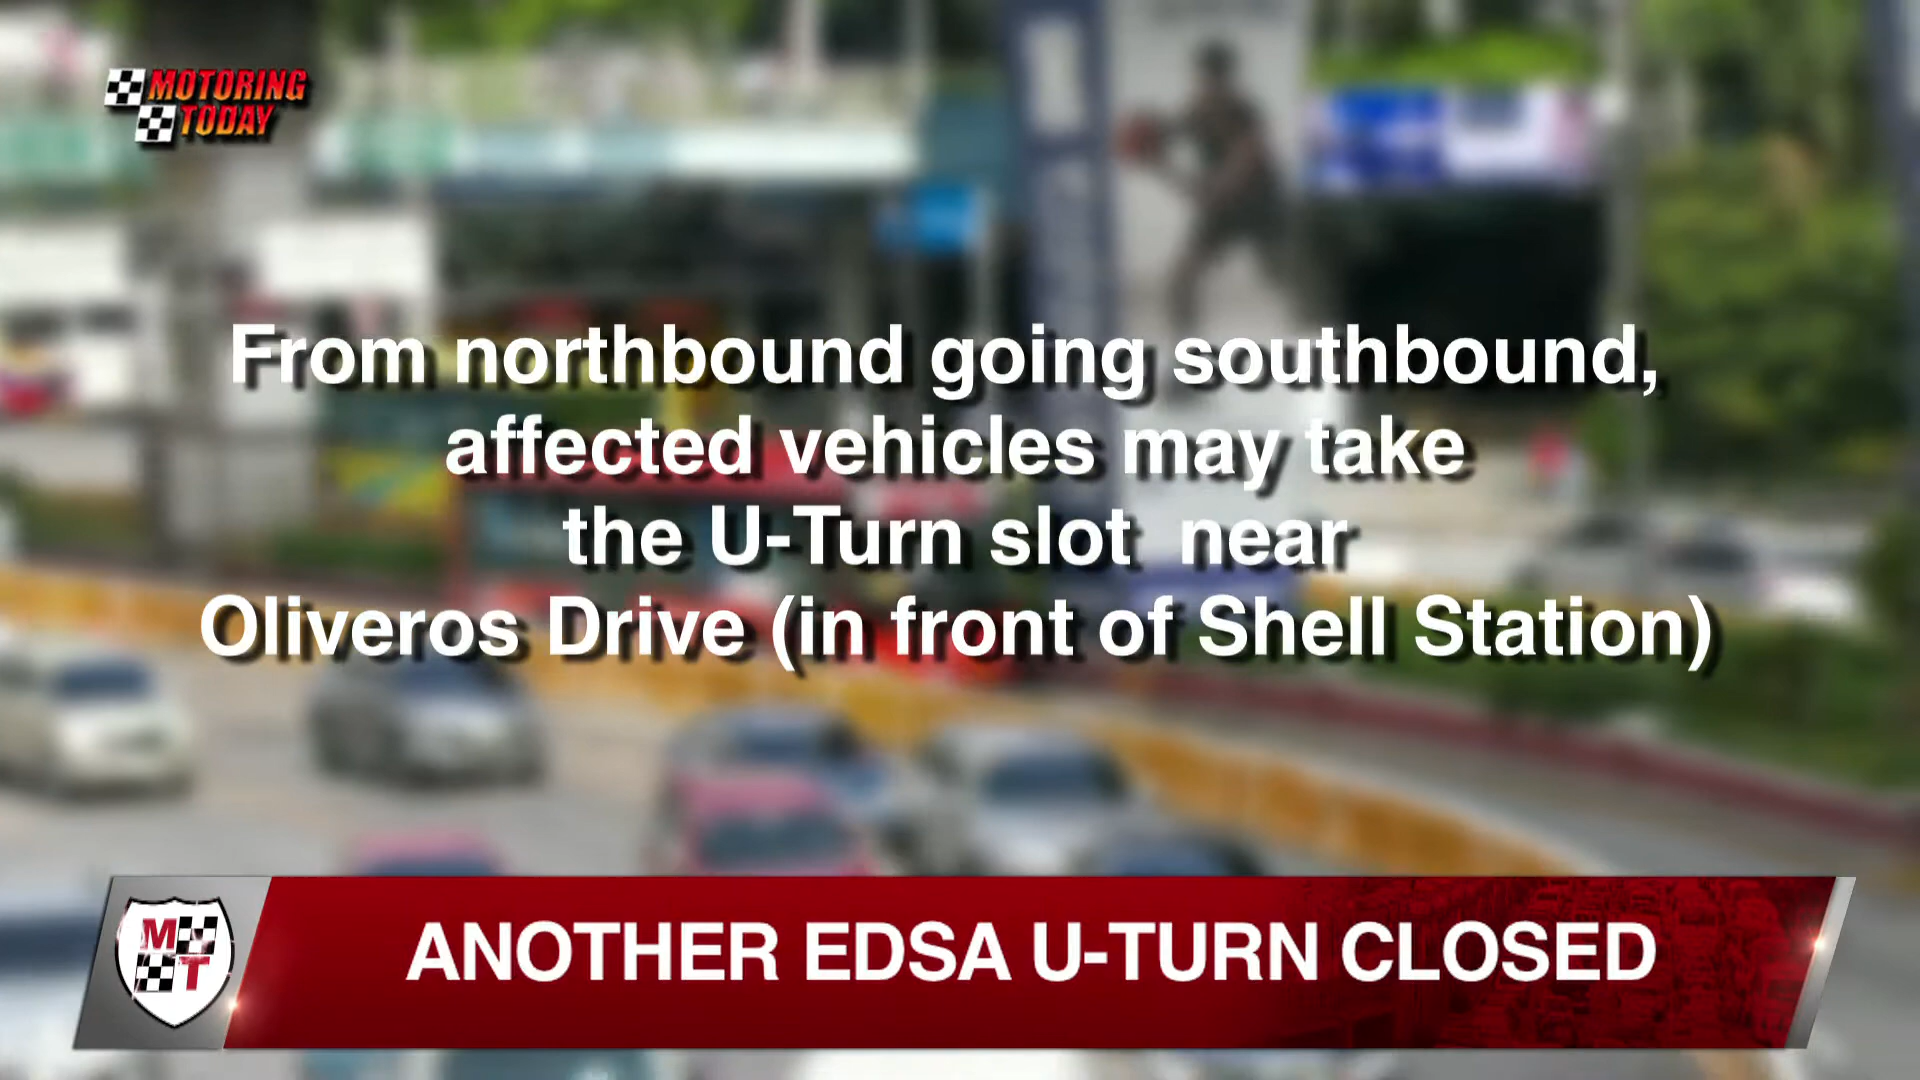 MOTORING
TODAY
From northbound going southbound,
affected vehicles may take
the U-Turn slot  near
Oliveros Drive (in front of Shell Station)
M
T
ANOTHER EDSA U-TURN CLOSED